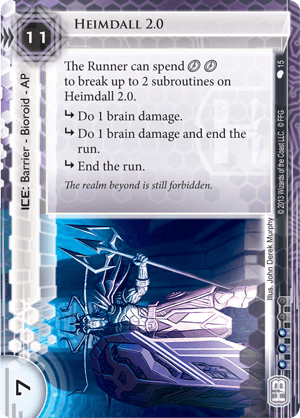 HEIMDALL 2.0
11
The Runner can spend
to break up to 2 subroutines on
Heimdall 2.0.
Do 1 brain damage.
Do 1 brain damage and end the
run.
End the run.
The realm beyond is still forbidden.
ICE: Barrier - Bioroid - AP
15
© 2013 Wizards of the Coast LLC. © FFG
Illus. John Derek Murphy
7
HB